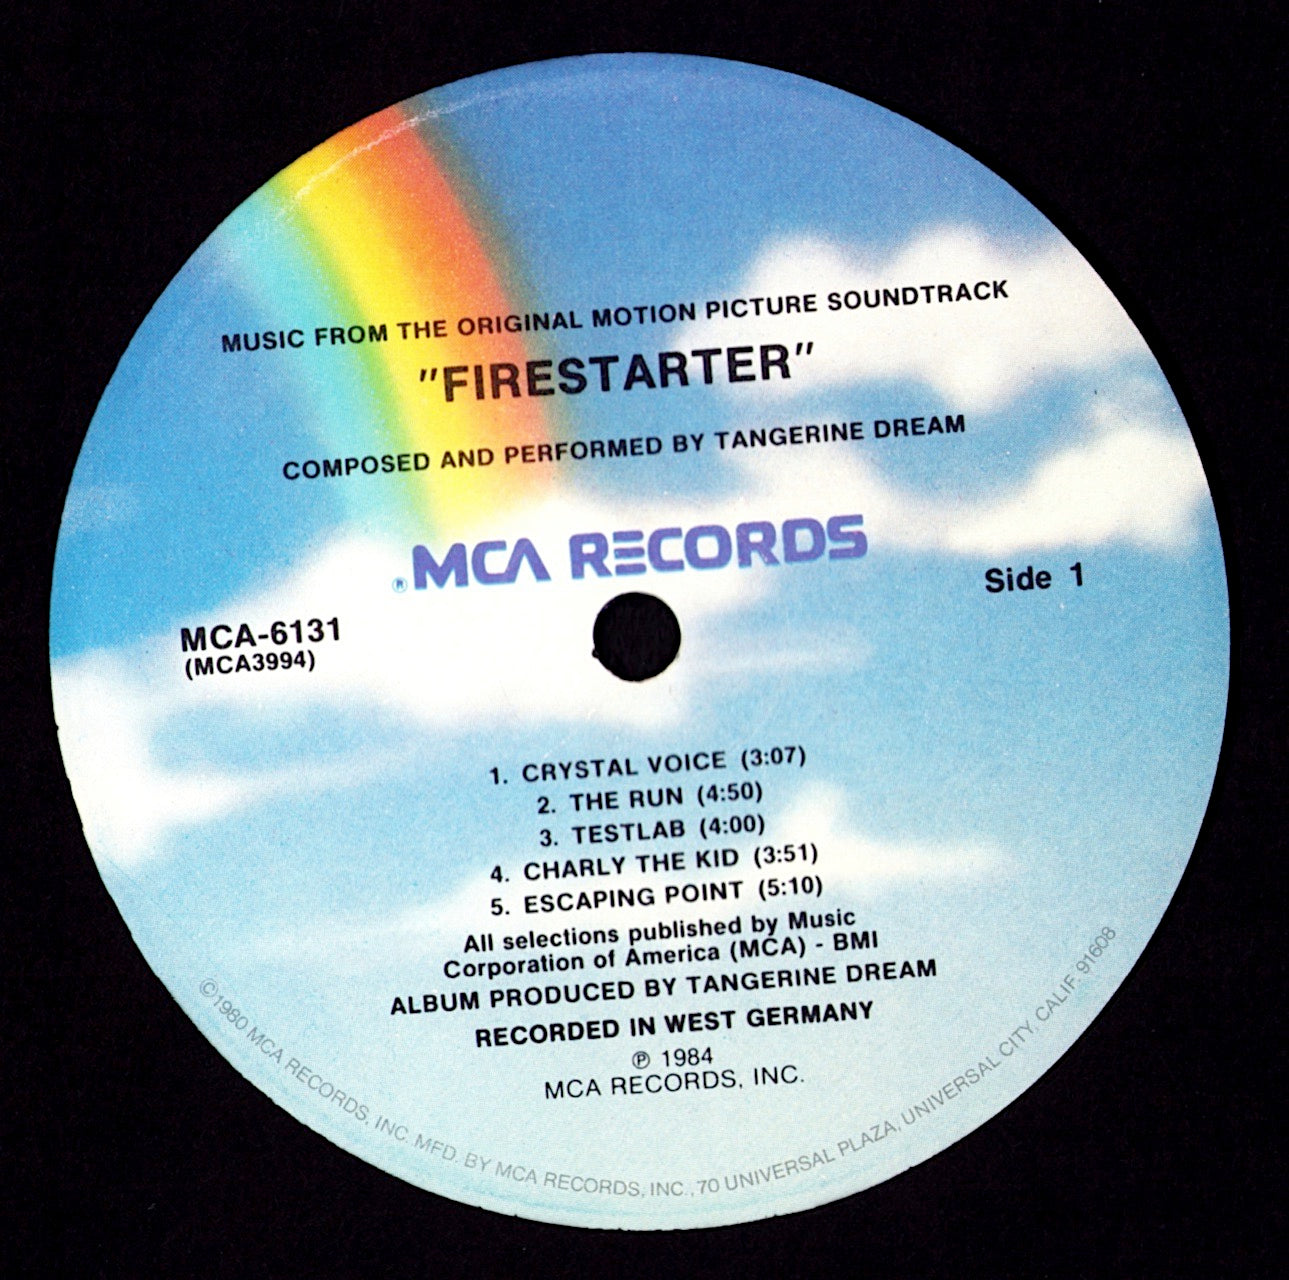 MUSIC FROM THE ORIGINAL MOTION PICTURE SOUNDTRACK
"FIRESTARTER"
COMPOSED AND PERFORMED BY TANGERINE DREAM
® MCA RECORDS
Side 1
MCA-6131
(MCA3994)
1. CRYSTAL VOICE (3:07)
2. THE RUN (4:50)
3. TESTLAB (4:00)
4. CHARLY THE KID (3:51)
5. ESCAPING POINT (5:10)
All selections published by Music
Corporation of America (MCA) - BMI
ALBUM PRODUCED BY TANGERINE DREAM
RECORDED IN WEST GERMANY
℗ 1984
MCA RECORDS, INC.
©1980 MCA RECORDS, INC. MFD. BY MCA RECORDS, INC., 70 UNIVERSAL PLAZA, UNIVERSAL CITY, CALIF. 91608